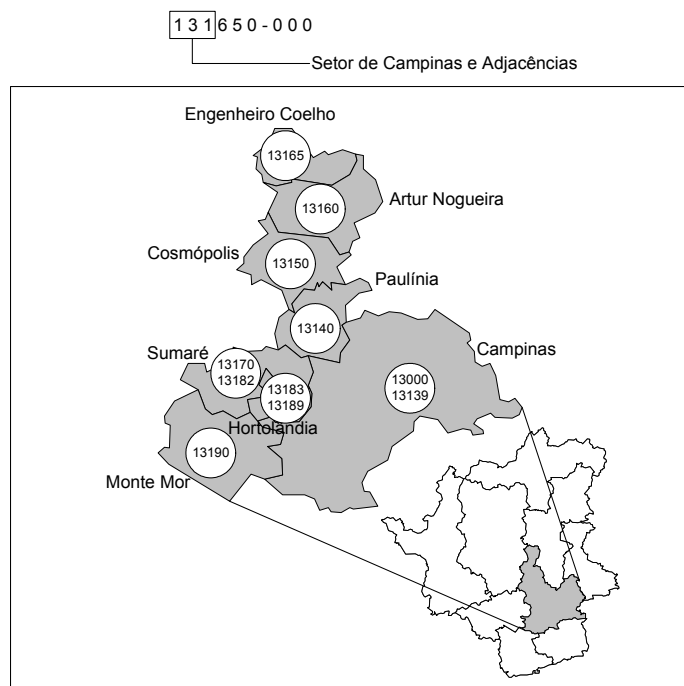 131650-000
Setor de Campinas e Adjacências
Engenheiro Coelho
13165
Artur Nogueira
13160
Cosmópolis
13150
Paulínia
13140
Sumaré
13170
13182
Campinas
13000
13139
13183
13189
Hortolandia
13190
Monte Mor